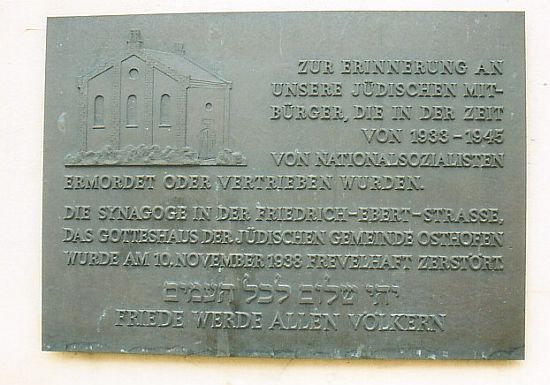 ZUR ERINNERUNG AN
UNSERE JÜDISCHEN MIT-
BÜRGER, DIE IN DER ZEIT
VON 1933-1945
VON NATIONALSOZIALISTEN
ERMORDET ODER VERTRIEBEN WURDEN.
DIE SYNAGOGE IN DER FRIEDRICH-EBERT-STRASSE,
DAS GOTTESHAUS DER JÜDISCHEN GEMEINDE OSTHOFEN
WURDE AM 10. NOVEMBER 1938 FREVELHAFT ZERSTÖRT.
יהי שלום לכל העמים
FRIEDE WERDE ALLEN VÖLKERN